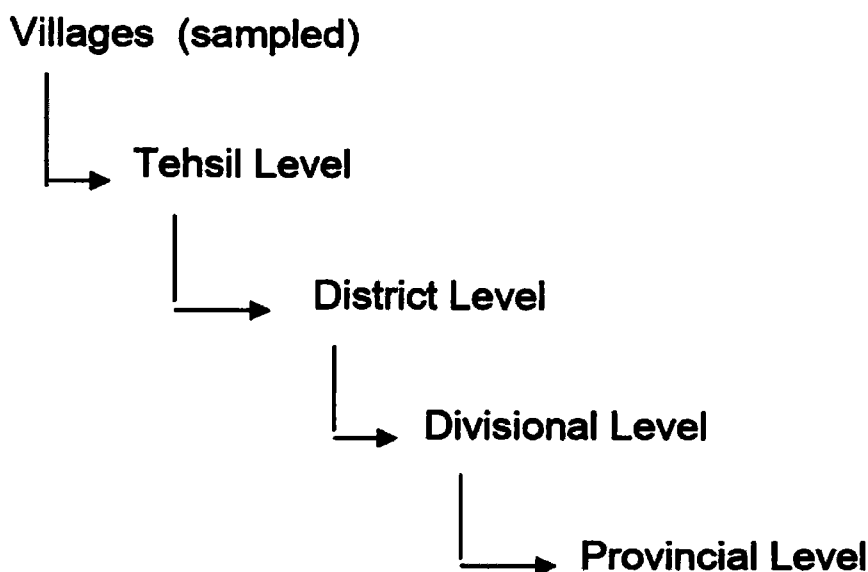 Villages (sampled)
Tehsil Level
District Level
Divisional Level
Provincial Level